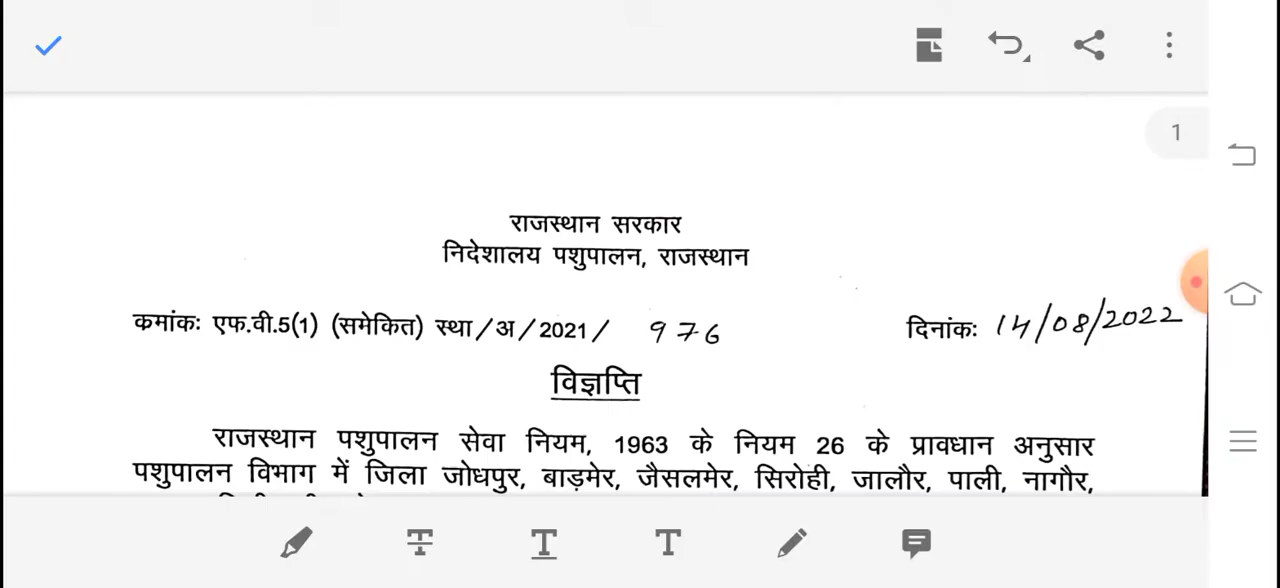 1
राजस्थान सरकार
निदेशालय पशुपालन, राजस्थान
कमांकः एफ.वी.5(1) (समेकित) स्था/अ/2021/ 976 दिनांकः 14/08/2022
विज्ञप्ति
राजस्थान पशुपालन सेवा नियम, 1963 के नियम 26 के प्रावधान अनुसार
पशुपालन विभाग में जिला जोधपुर, बाड़मेर, जैसलमेर, सिरोही, जालौर, पाली, नागौर,